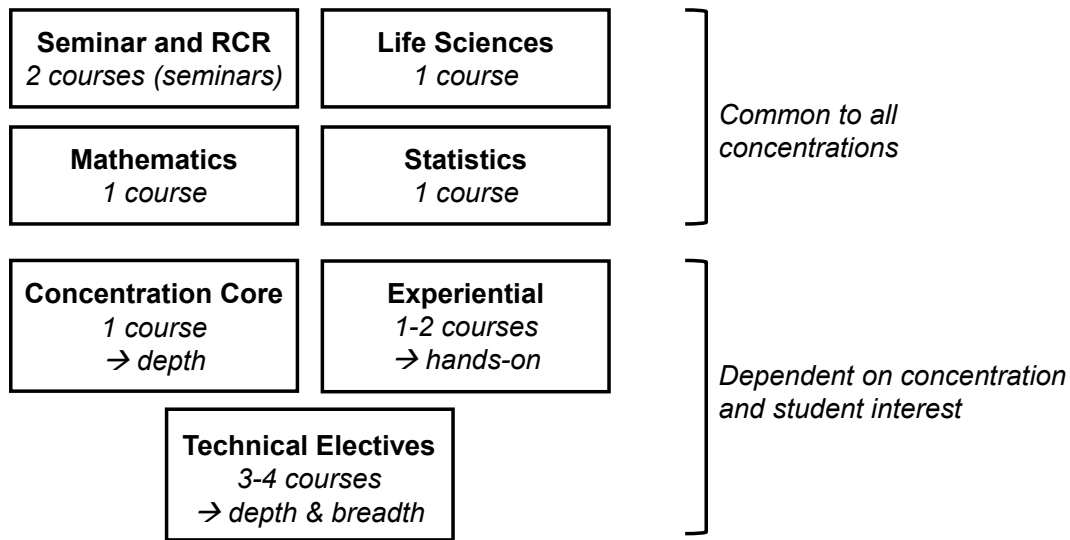 Seminar and RCR
2 courses (seminars)
Life Sciences
1 course
Mathematics
1 course
Statistics
1 course
Common to all
concentrations
Concentration Core
1 course
→ depth
Experiential
1-2 courses
→ hands-on
Technical Electives
3-4 courses
→ depth & breadth
Dependent on concentration
and student interest